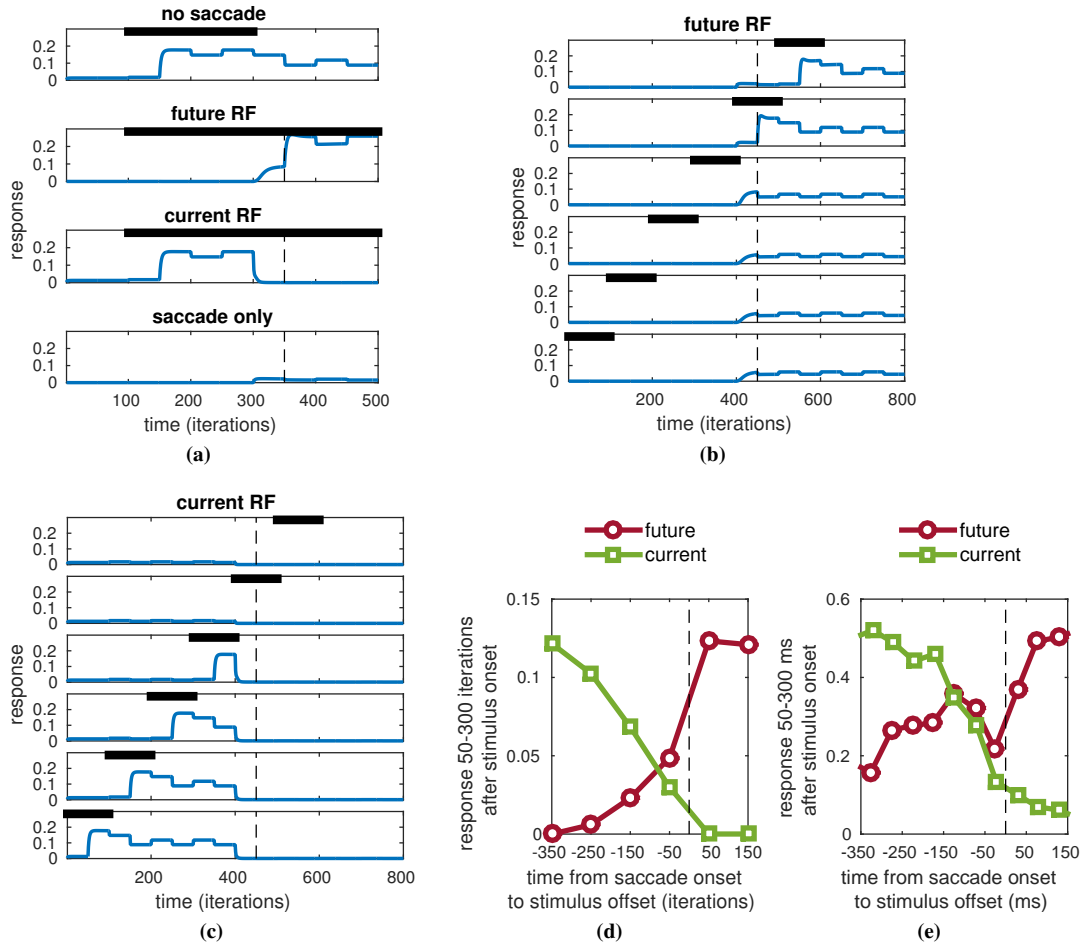 no saccade
0.2
0.1
0
future RF
0.2
0.1
0
current RF
0.2
0.1
0
saccade only
0.2
0.1
0
100 200 300 400 500
response
time (iterations)
(a)
future RF
0.2
0.1
0
0.2
0.1
0
0.2
0.1
0
0.2
0.1
0
0.2
0.1
0
0.2
0.1
0
200 400 600 800
response
time (iterations)
(b)
current RF
0.2
0.1
0
0.2
0.1
0
0.2
0.1
0
0.2
0.1
0
0.2
0.1
0
0.2
0.1
0
200 400 600 800
response
time (iterations)
(c)
future
current
0.15
0.1
0.05
0
-350 -250 -150 -50 50 150
response 50-300 iterations
after stimulus onset
time from saccade onset
to stimulus offset (iterations)
(d)
future
current
0.6
0.4
0.2
0
-350 -250 -150 -50 50 150
response 50-300 ms
after stimulus onset
time from saccade onset
to stimulus offset (ms)
(e)